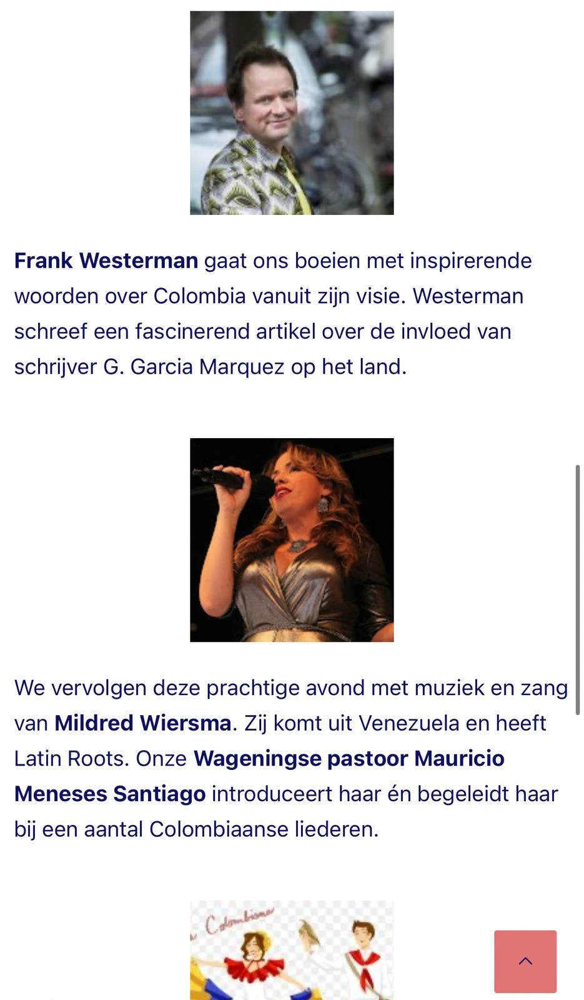 Frank Westerman gaat ons boeien met inspirerende
woorden over Colombia vanuit zijn visie. Westerman
schreef een fascinerend artikel over de invloed van
schrijver G. Garcia Marquez op het land.
We vervolgen deze prachtige avond met muziek en zang
van Mildred Wiersma. Zij komt uit Venezuela en heeft
Latin Roots. Onze Wageningse pastoor Mauricio
Meneses Santiago introduceert haar én begeleidt haar
bij een aantal Colombiaanse liederen.
Colombiana